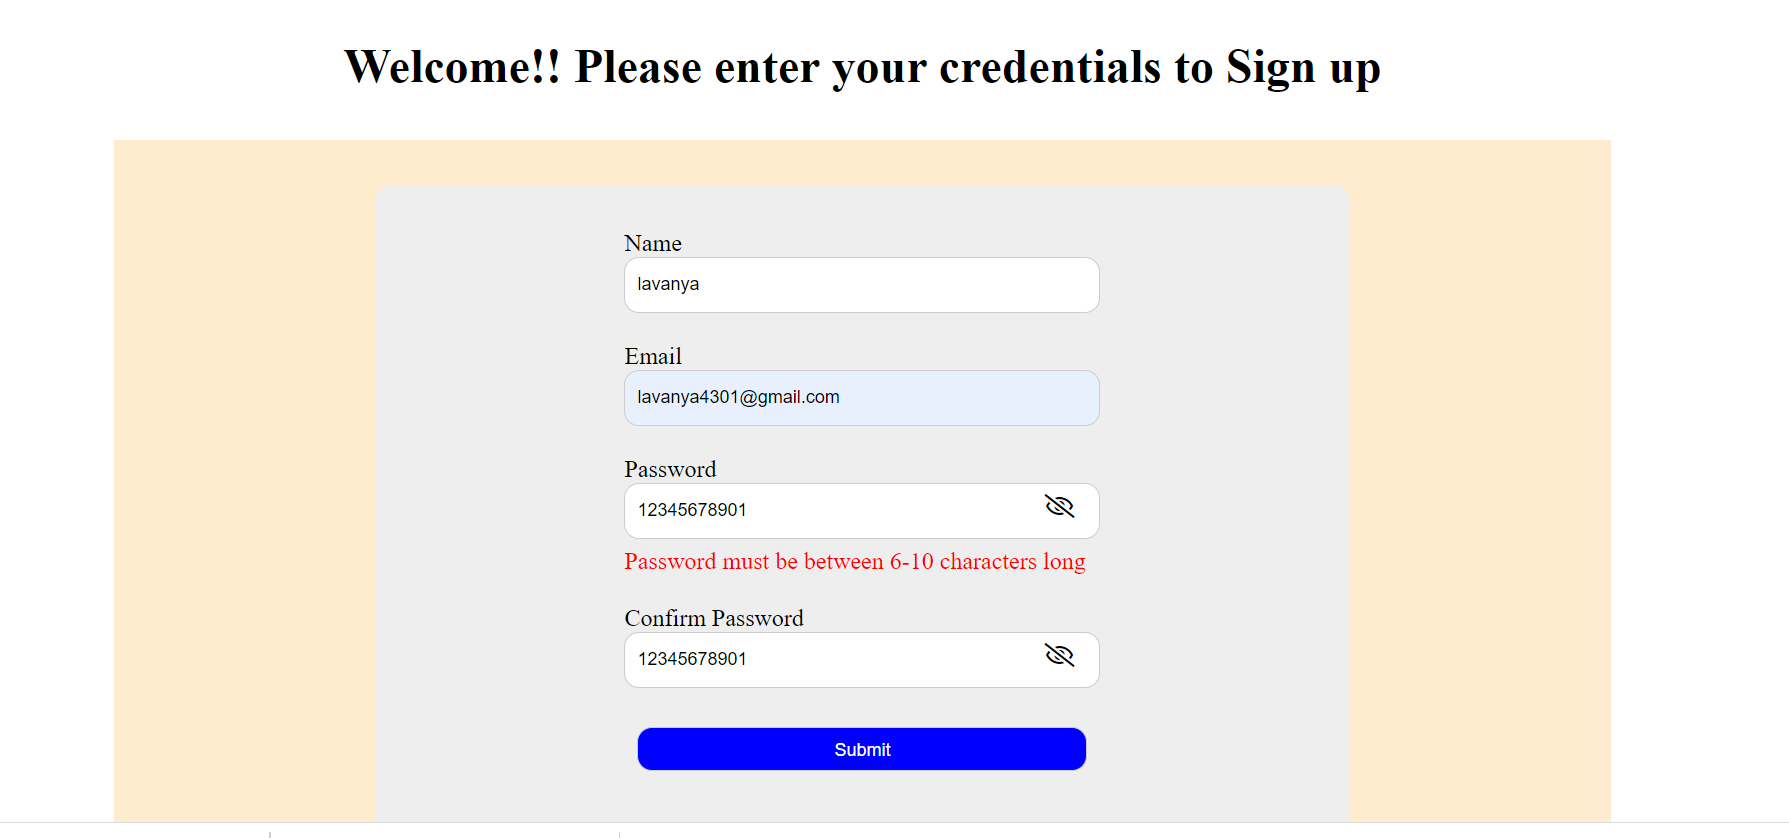 Welcome!! Please enter your credentials to Sign up
Name
lavanya
Email
lavanya4301@gmail.com
Password
12345678901
Password must be between 6-10 characters long
Confirm Password
12345678901
Submit